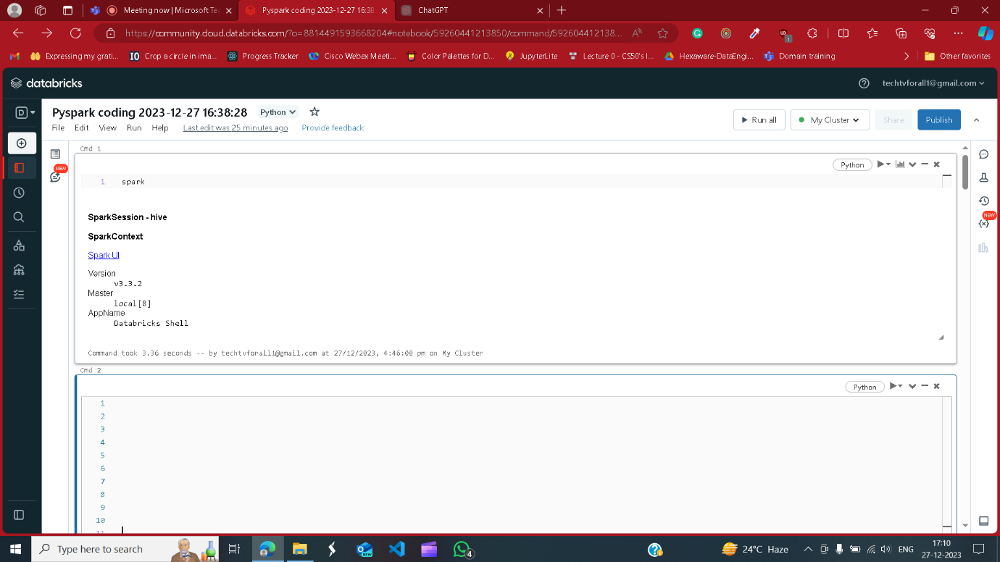 Meeting now | Microsoft Tea
Pyspark coding 2023-12-27 16:38
ChatGPT
https://community.cloud.databricks.com/?o=8814491593668204#notebook/59260441213850/command/592604412138...
1
Expressing my grati...
Crop a circle in ima...
Progress Tracker
Cisco Webex Meeti...
Color Palettes for D...
JupyterLite
Lecture 0 - CS50's I...
Hexaware-DataEngi...
Domain training
Other favorites
databricks
techtvforall1@gmail.com
D
Pyspark coding 2023-12-27 16:38:28
Python
Run all
My Cluster
Share
Publish
File Edit View Run Help Last edit was 25 minutes ago Provide feedback
Cmd 1
NEW
Python
1 spark
SparkSession - hive
NEW
SparkContext
Spark UI
Version
v3.3.2
Master
local[8]
AppName
Databricks Shell
Command took 3.36 seconds -- by techtvforall1@gmail.com at 27/12/2023, 4:46:00 pm on My Cluster
Cmd 2
Python
1
2
3
4
5
6
7
8
9
10
11
Type here to search
NEW
4
24°C Haze
ENG
17:10
27-12-2023